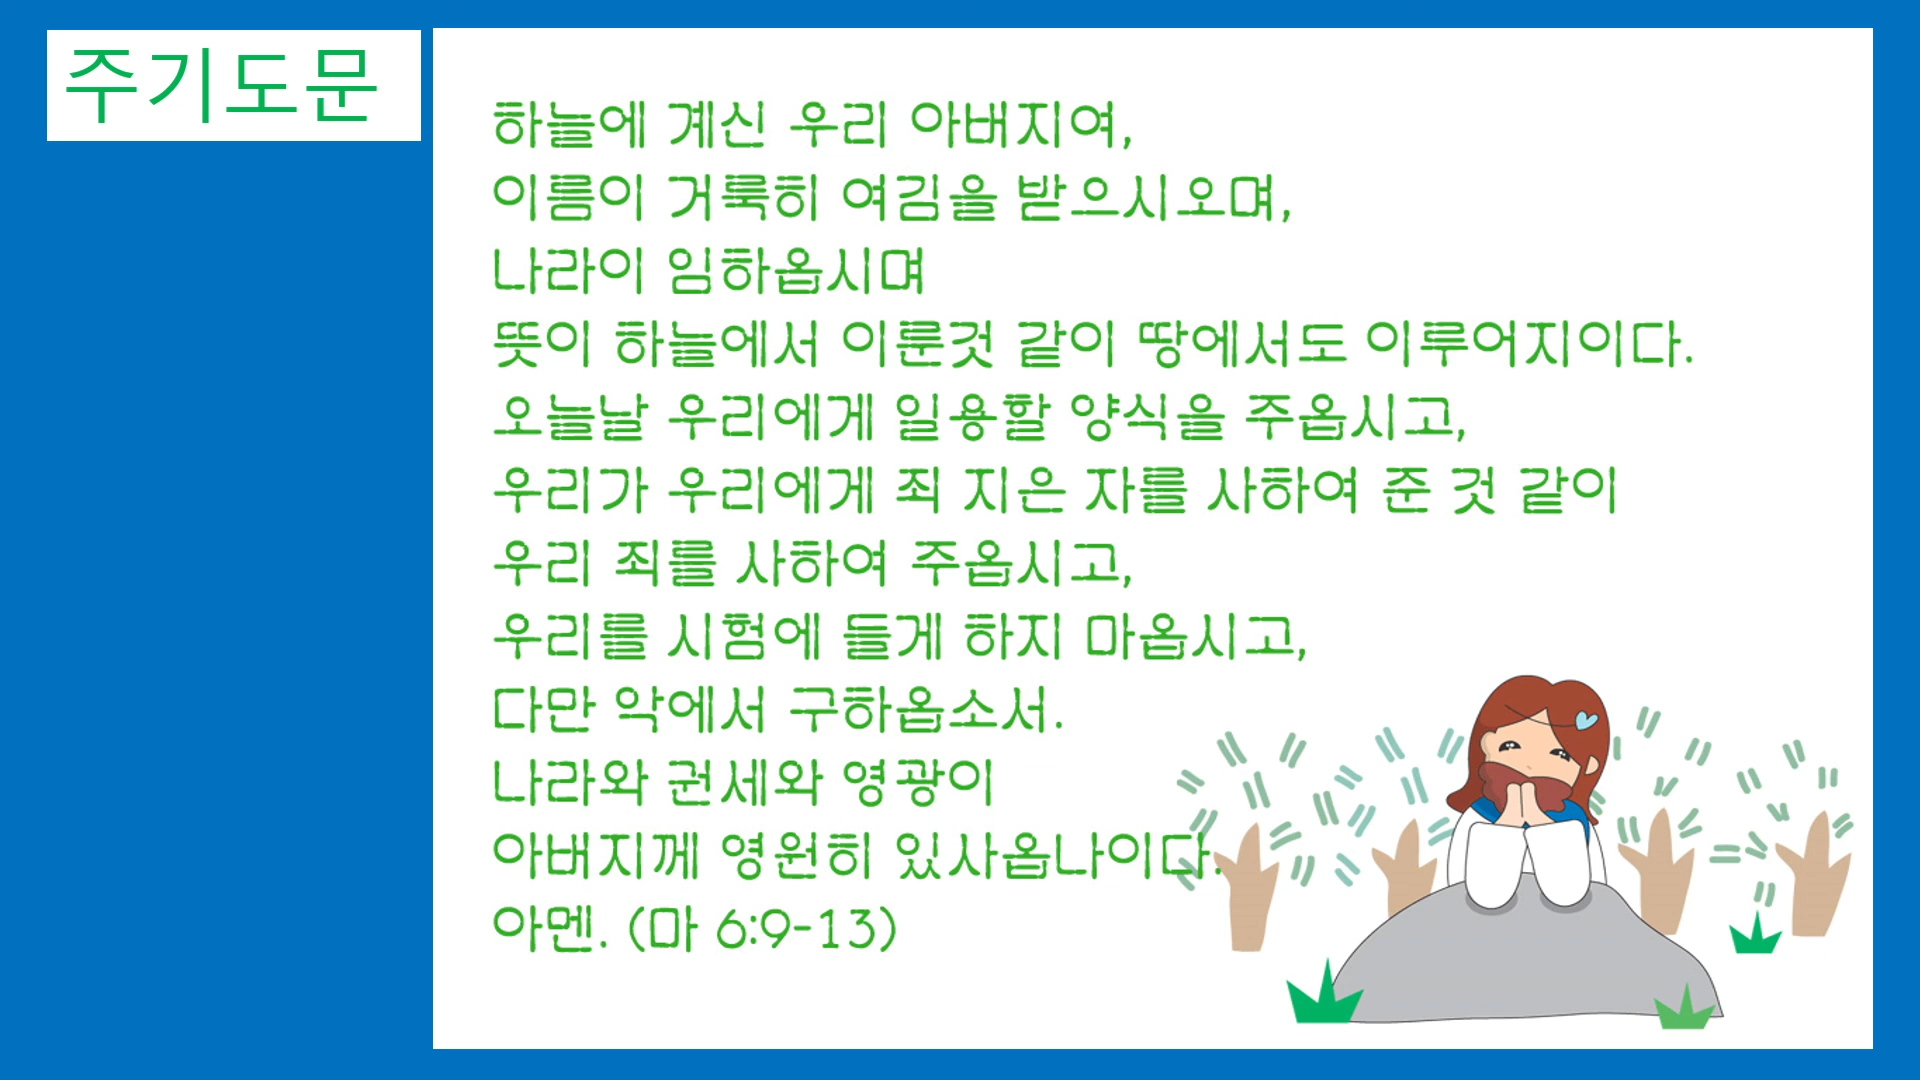 주기도문
하늘에 계신 우리 아버지여,
이름이 거룩히 여김을 받으시오며,
나라이 임하옵시며
뜻이 하늘에서 이룬것 같이 땅에서도 이루어지이다.
오늘날 우리에게 일용할 양식을 주옵시고,
우리가 우리에게 죄 지은 자를 사하여 준 것 같이
우리 죄를 사하여 주옵시고,
우리를 시험에 들게 하지 마옵시고,
다만 악에서 구하옵소서.
나라와 권세와 영광이
아버지께 영원히 있사옵나이다.
아멘. (마 6:9-13)